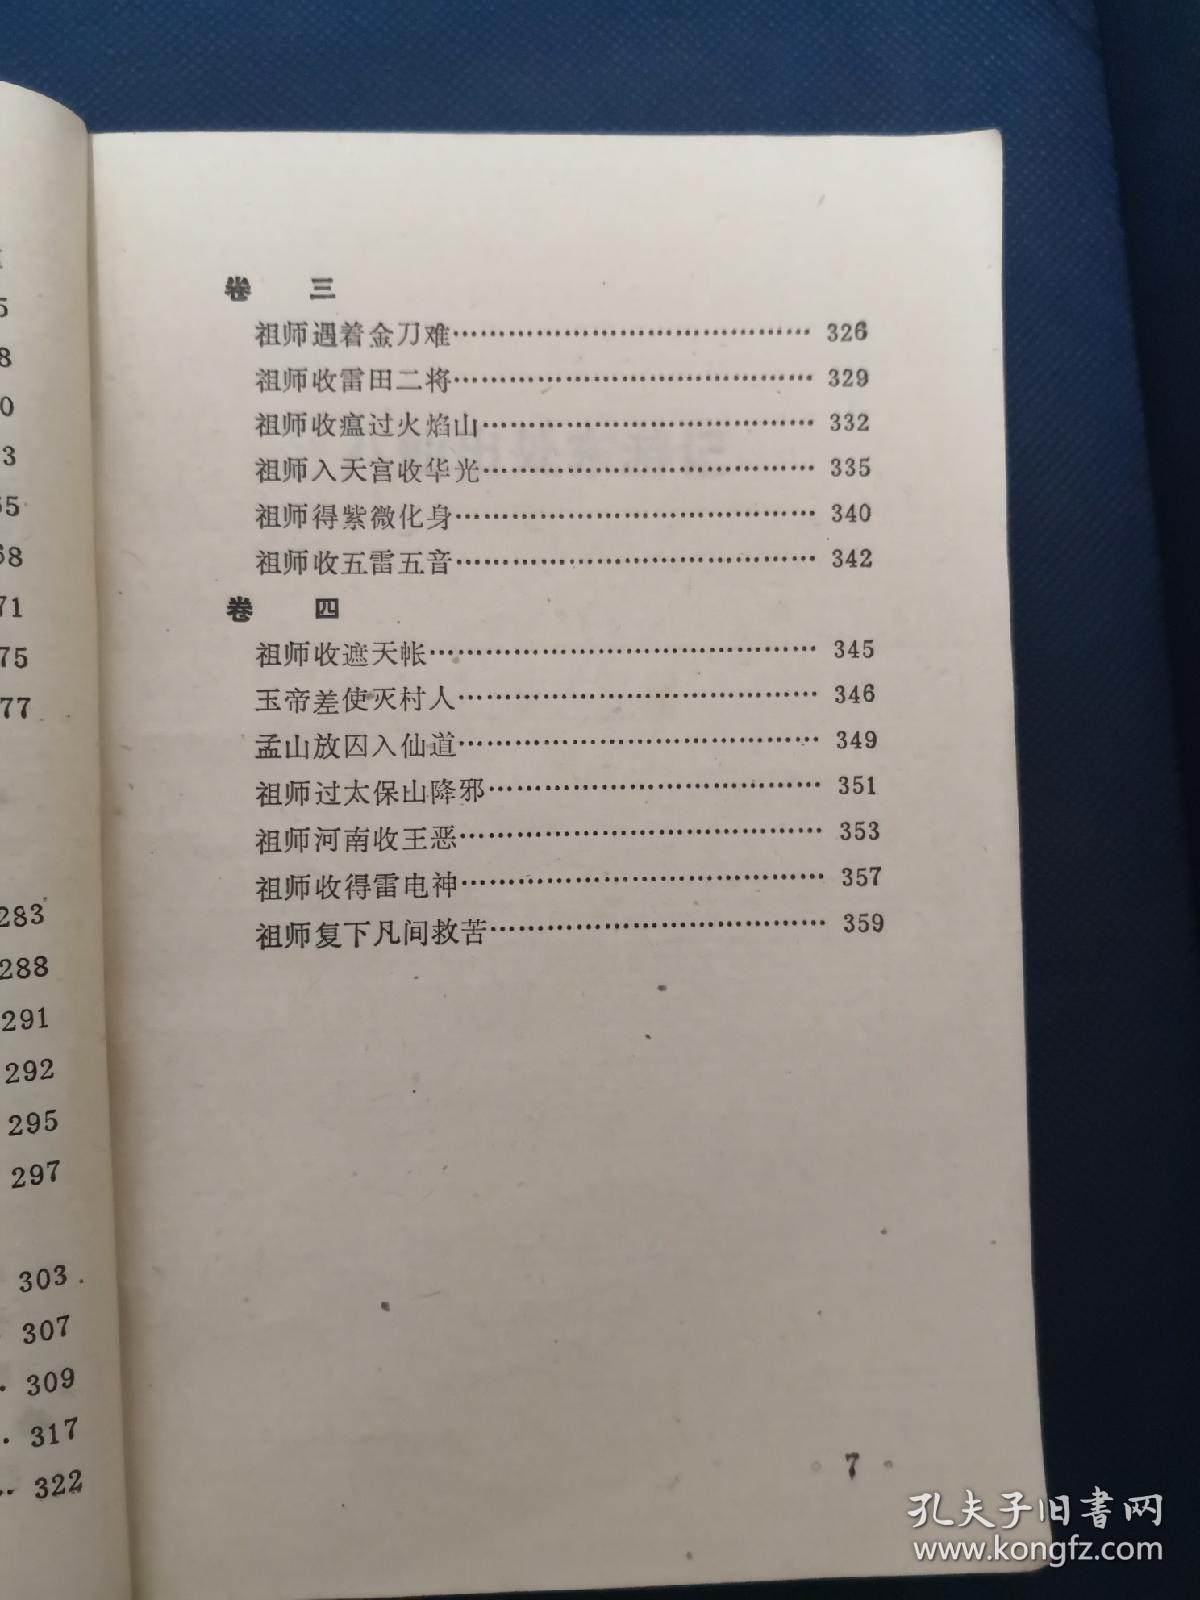 5
8
0
3
55
68
71
75
77
283
288
291
292
295
297
303
307
309
317
322
卷 三
祖师遇着金刀难…………………………………… 326
祖师收雷田二将…………………………………… 329
祖师收瘟过火焰山………………………………… 332
祖师入天宫收华光………………………………… 335
祖师得紫微化身…………………………………… 340
祖师收五雷五音…………………………………… 342
卷 四
祖师收遮天帐……………………………………… 345
玉帝差使灭村人…………………………………… 346
孟山放囚入仙道…………………………………… 349
祖师过太保山降邪………………………………… 351
祖师河南收王恶…………………………………… 353
祖师收得雷电神…………………………………… 357
祖师复下凡间救苦………………………………… 359
7
孔夫子旧书网
www.kongfz.com